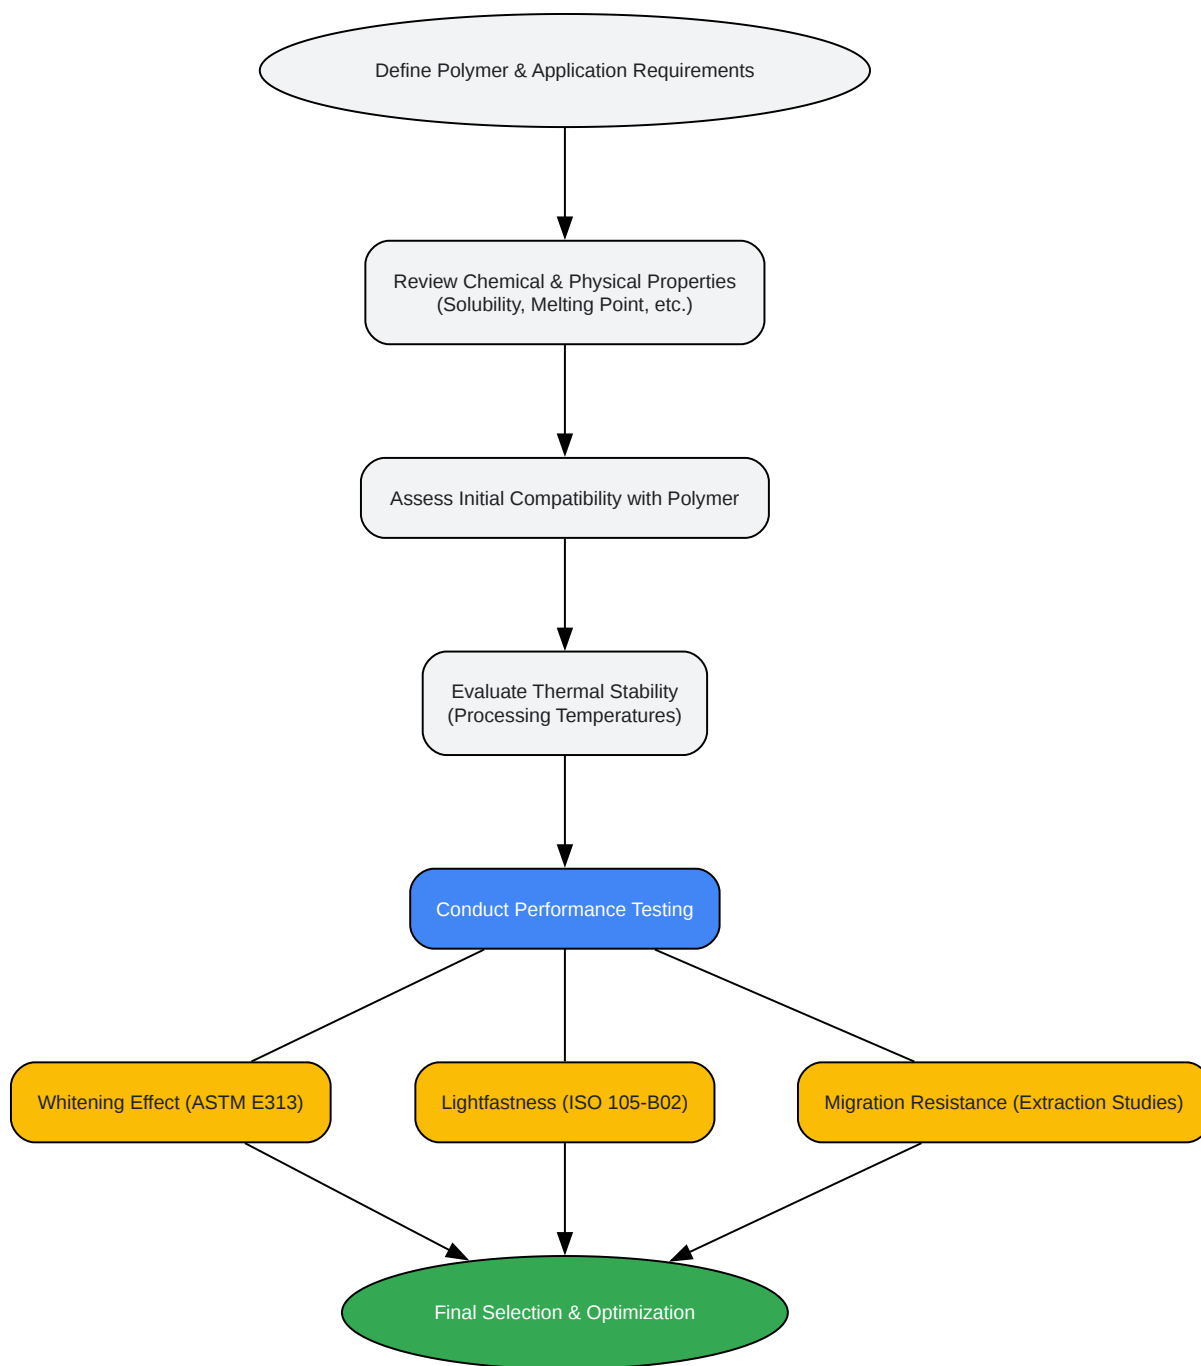 Define Polymer & Application Requirements
Review Chemical & Physical Properties
(Solubility, Melting Point, etc.)
Assess Initial Compatibility with Polymer
Evaluate Thermal Stability
(Processing Temperatures)
Conduct Performance Testing
Whitening Effect (ASTM E313)
Lightfastness (ISO 105-B02)
Migration Resistance (Extraction Studies)
Final Selection & Optimization